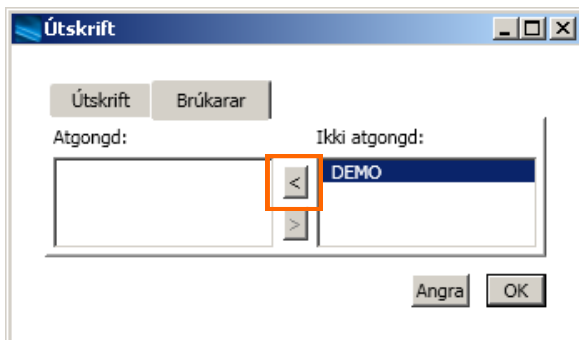 Útskrift
Útskrift Brúkarar
Atgongd: Ikki atgongd:
< DEMO
>
Angra OK